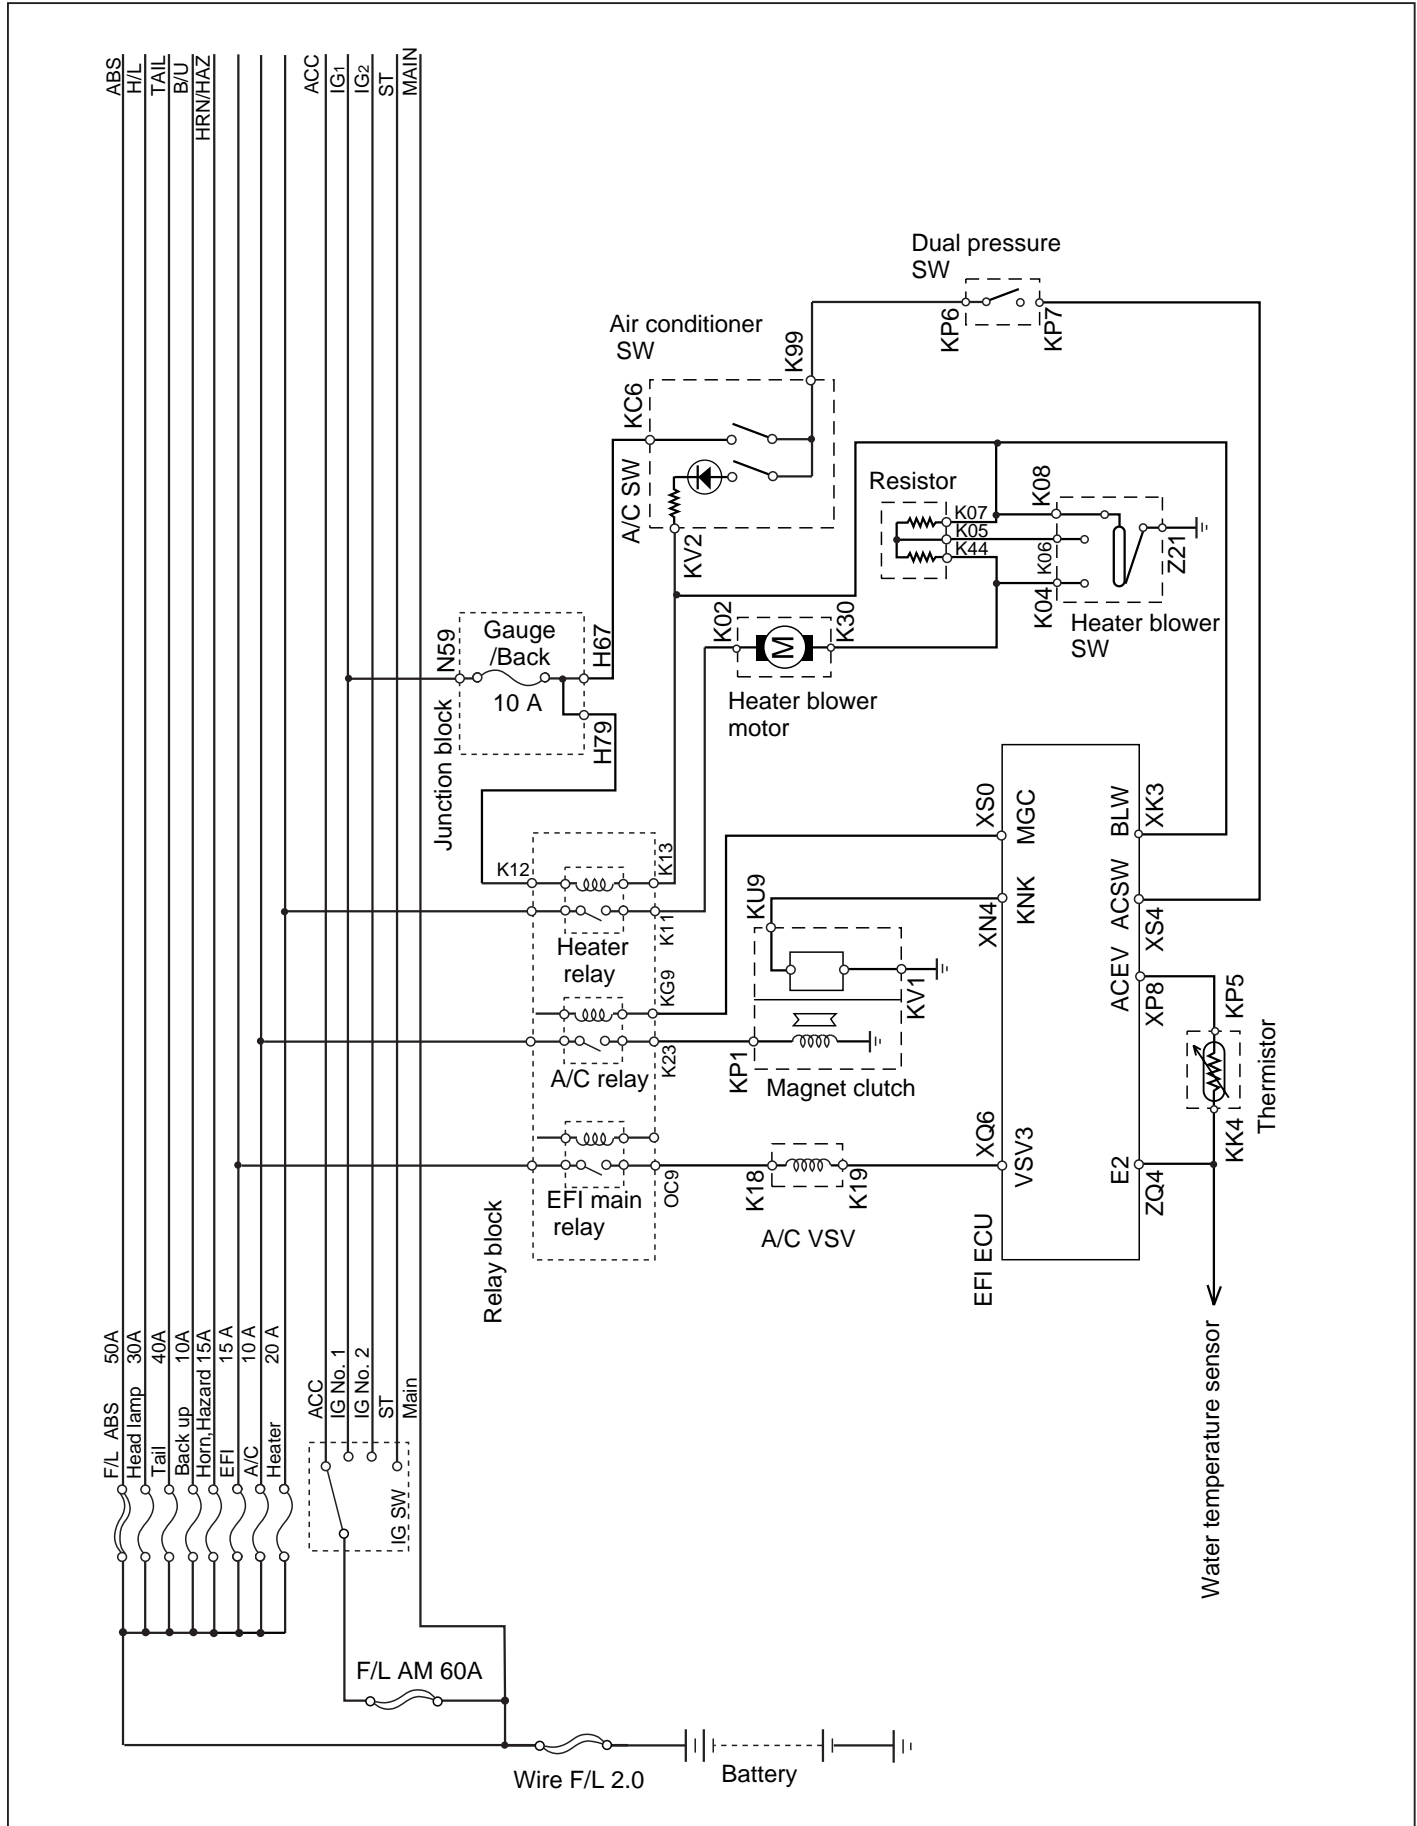 ABS
H/L
TAIL
B/U
HRN/HAZ
ACC
IG1
IG2
ST
MAIN
Dual pressure
SW
KP6
KP7
Air conditioner
SW
K99
KC6
A/C SW
KV2
Resistor
K07
K05
K44
K08
K06
K04
Z21
Heater blower
SW
K02
K30
M
Heater blower
motor
N59
Gauge
/Back
10 A
H67
H79
Junction block
K12
K13
K11
Heater
relay
KG9
K23
A/C relay
EFI main
relay
OC9
Relay block
XS0
MGC
BLW
XK3
KU9
XN4
KNK
ACSW
XS4
KV1
KP1
Magnet clutch
ACEV
XP8
KP5
Thermistor
KK4
XQ6
VSV3
E2
ZQ4
K18
K19
A/C VSV
EFI ECU
Water temperature sensor
F/L ABS 50A
Head lamp 30A
Tail 40A
Back up 10A
Horn,Hazard 15A
EFI 15 A
A/C 10 A
Heater 20 A
ACC
IG No. 1
IG No. 2
ST
Main
IG SW
F/L AM 60A
Wire F/L 2.0
Battery